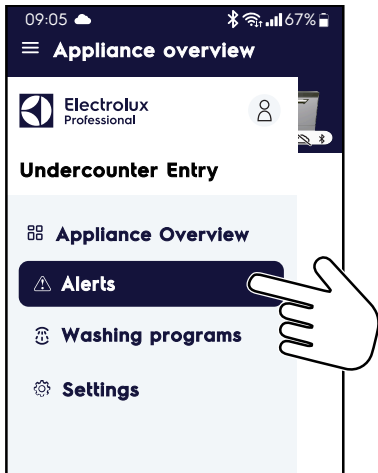 09:05 67%
Appliance overview
Electrolux
Professional
Undercounter Entry
Appliance Overview
Alerts
Washing programs
Settings